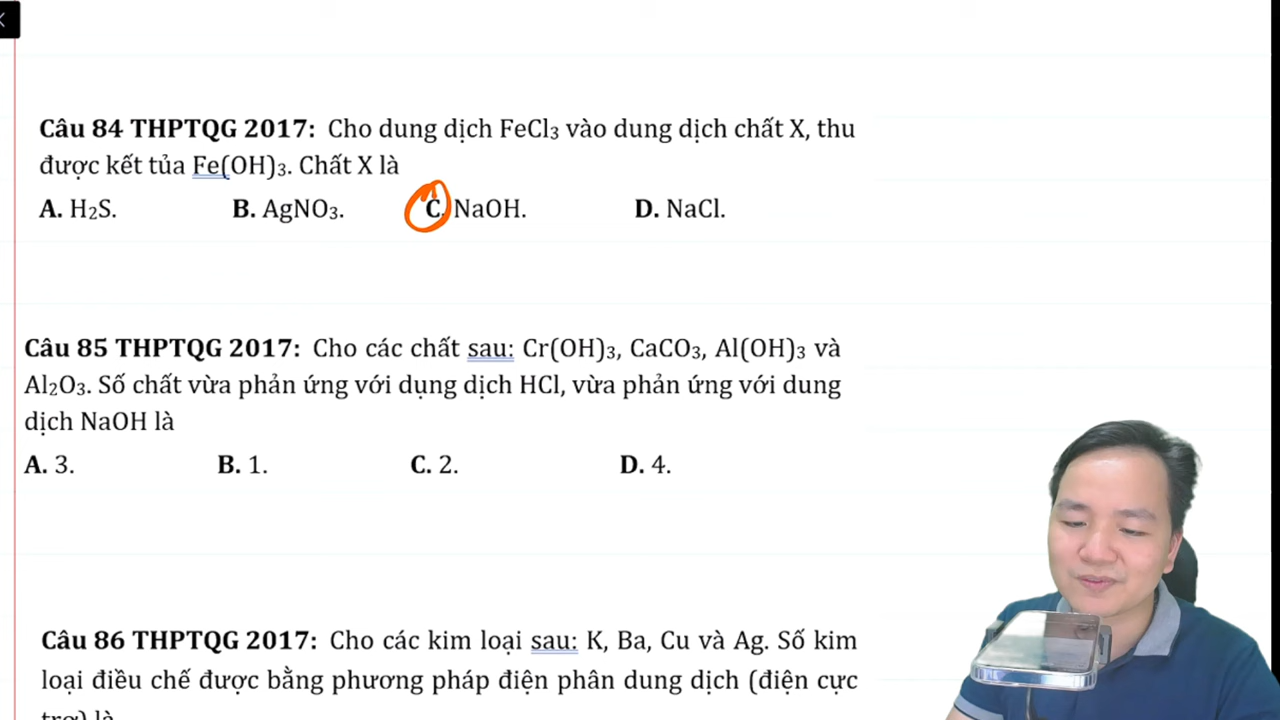 Câu 84 THPTQG 2017: Cho dung dịch FeCl₃ vào dung dịch chất X, thu
được kết tủa Fe(OH)₃. Chất X là
A. H₂S. B. AgNO₃. C. NaOH. D. NaCl.
Câu 85 THPTQG 2017: Cho các chất sau: Cr(OH)₃, CaCO₃, Al(OH)₃ và
Al₂O₃. Số chất vừa phản ứng với dụng dịch HCl, vừa phản ứng với dung
dịch NaOH là
A. 3. B. 1. C. 2. D. 4.
Câu 86 THPTQG 2017: Cho các kim loại sau: K, Ba, Cu và Ag. Số kim
loại điều chế được bằng phương pháp điện phân dung dịch (điện cực
trơ) là